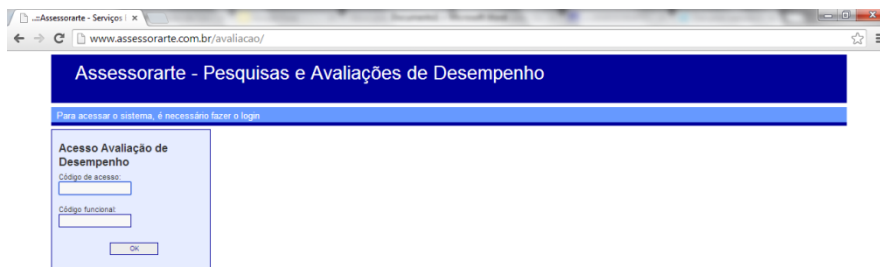 ..::Assessorarte - Serviços
www.assessorarte.com.br/avaliacao/
Assessorarte - Pesquisas e Avaliações de Desempenho
Para acessar o sistema, é necessário fazer o login
Acesso Avaliação de
Desempenho
Código de acesso:
Código funcional:
OK